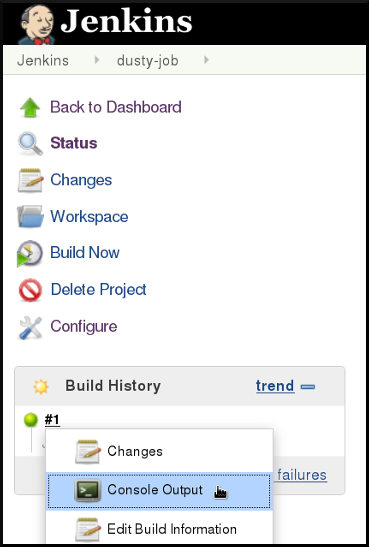 Jenkins
Jenkins dusty-job
Back to Dashboard
Status
Changes
Workspace
Build Now
Delete Project
Configure
Build History trend
#1
Changes
Console Output
failures
Edit Build Information